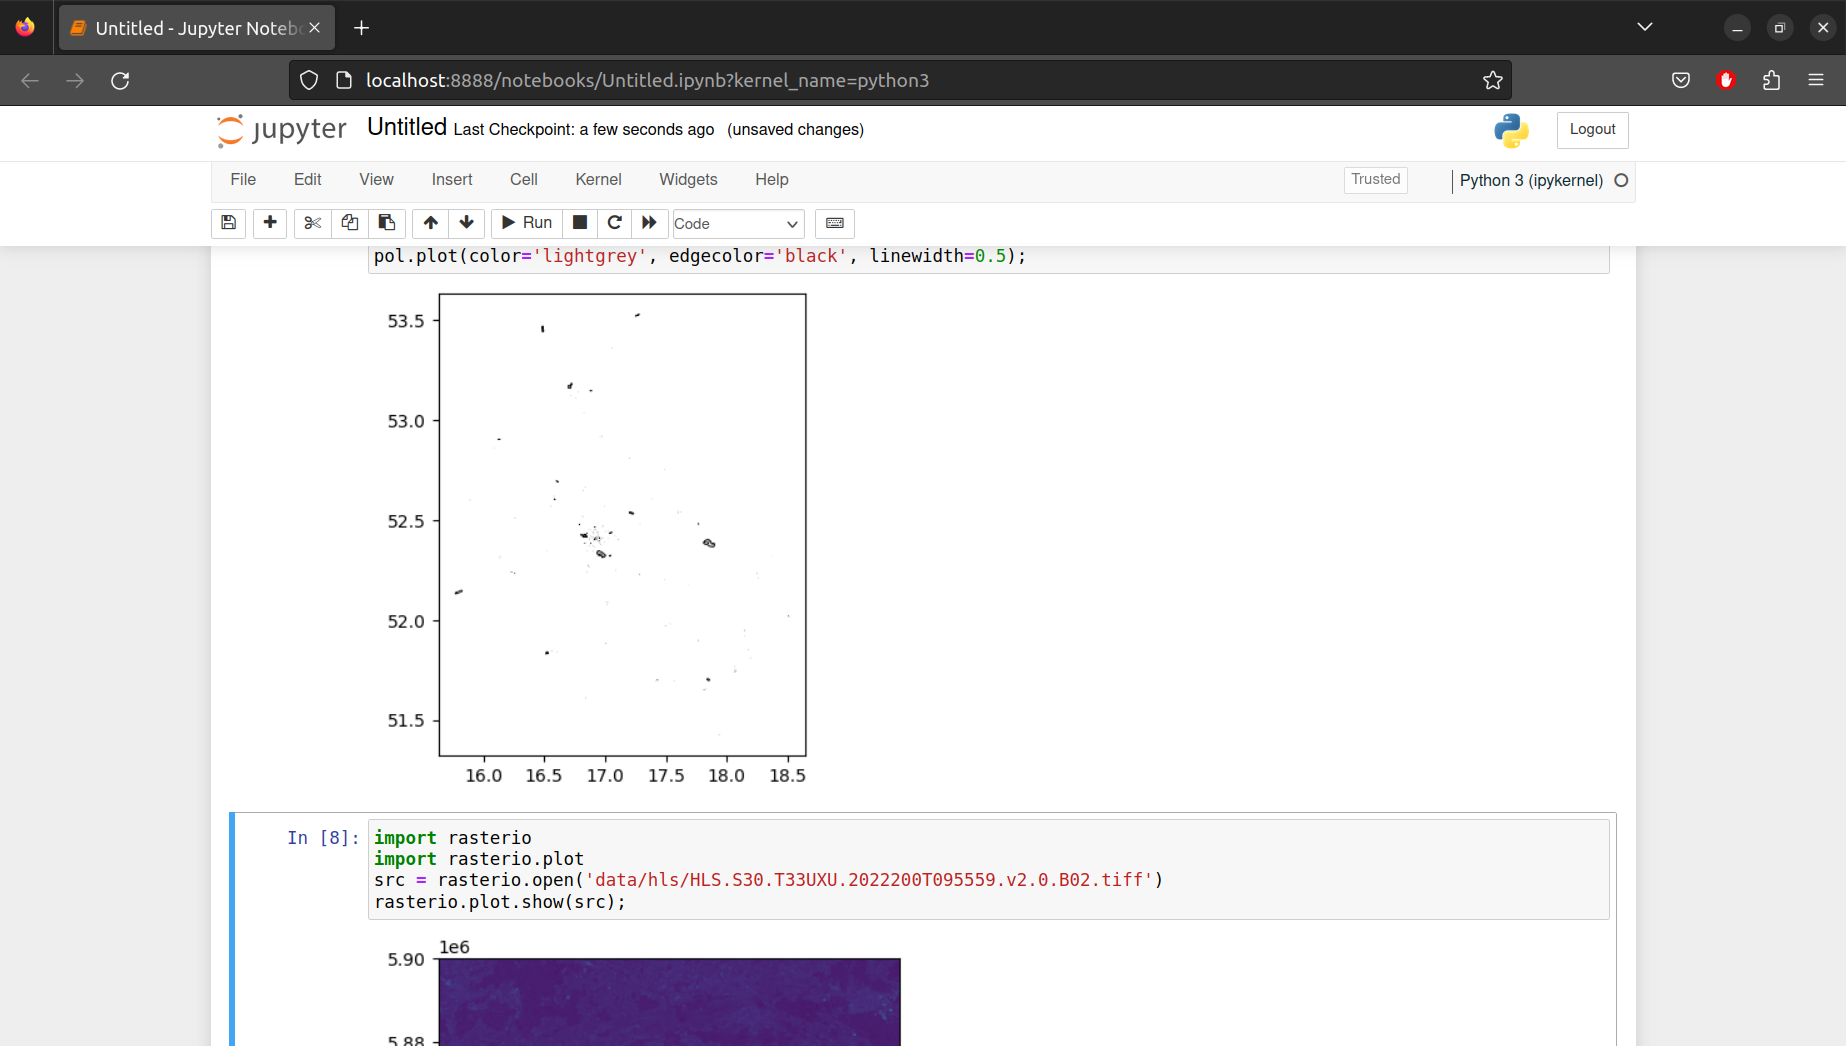 Untitled - Jupyter Noteb
localhost:8888/notebooks/Untitled.ipynb?kernel_name=python3
jupyter Untitled Last Checkpoint: a few seconds ago (unsaved changes) Logout
File Edit View Insert Cell Kernel Widgets Help Trusted Python 3 (ipykernel)
Run Code
pol.plot(color='lightgrey', edgecolor='black', linewidth=0.5);
53.5
53.0
52.5
52.0
51.5
16.0 16.5 17.0 17.5 18.0 18.5
In [8]: import rasterio
import rasterio.plot
src = rasterio.open('data/hls/HLS.S30.T33UXU.2022200T095559.v2.0.B02.tiff')
rasterio.plot.show(src);
1e6
5.90
5.88